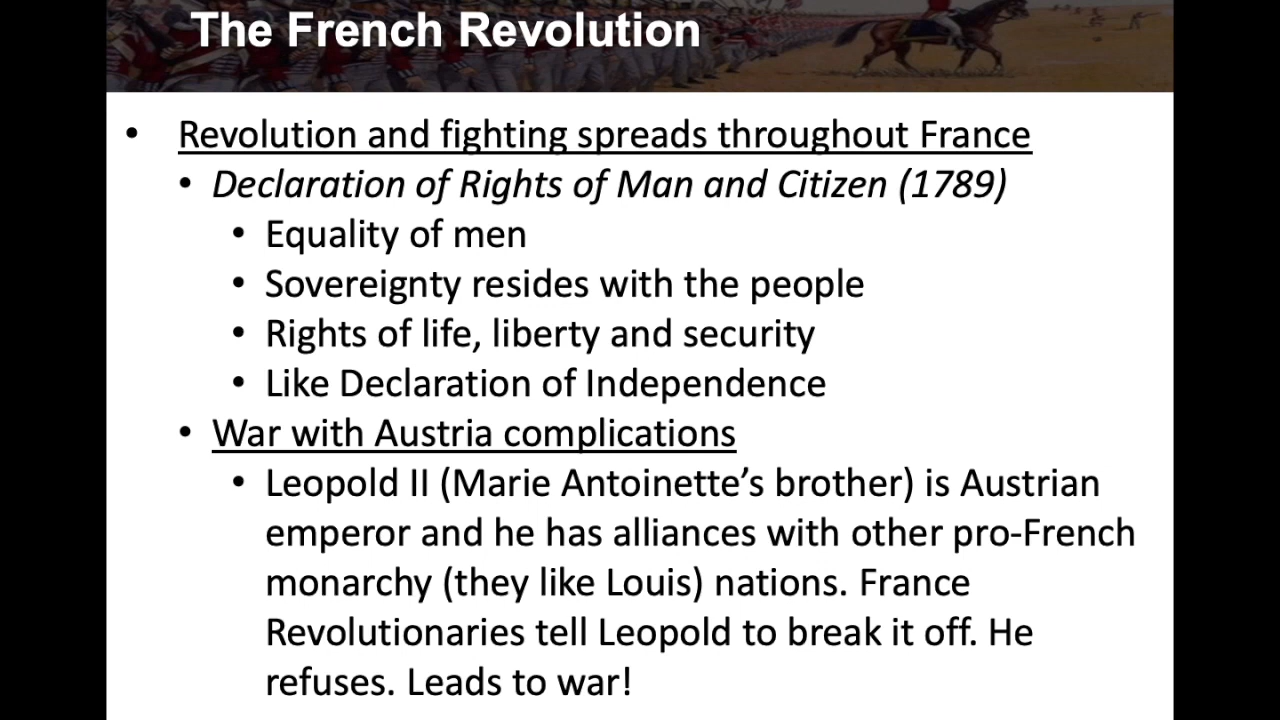 The French Revolution
• Revolution and fighting spreads throughout France
• Declaration of Rights of Man and Citizen (1789)
• Equality of men
• Sovereignty resides with the people
• Rights of life, liberty and security
• Like Declaration of Independence
• War with Austria complications
• Leopold II (Marie Antoinette’s brother) is Austrian
emperor and he has alliances with other pro-French
monarchy (they like Louis) nations. France
Revolutionaries tell Leopold to break it off. He
refuses. Leads to war!